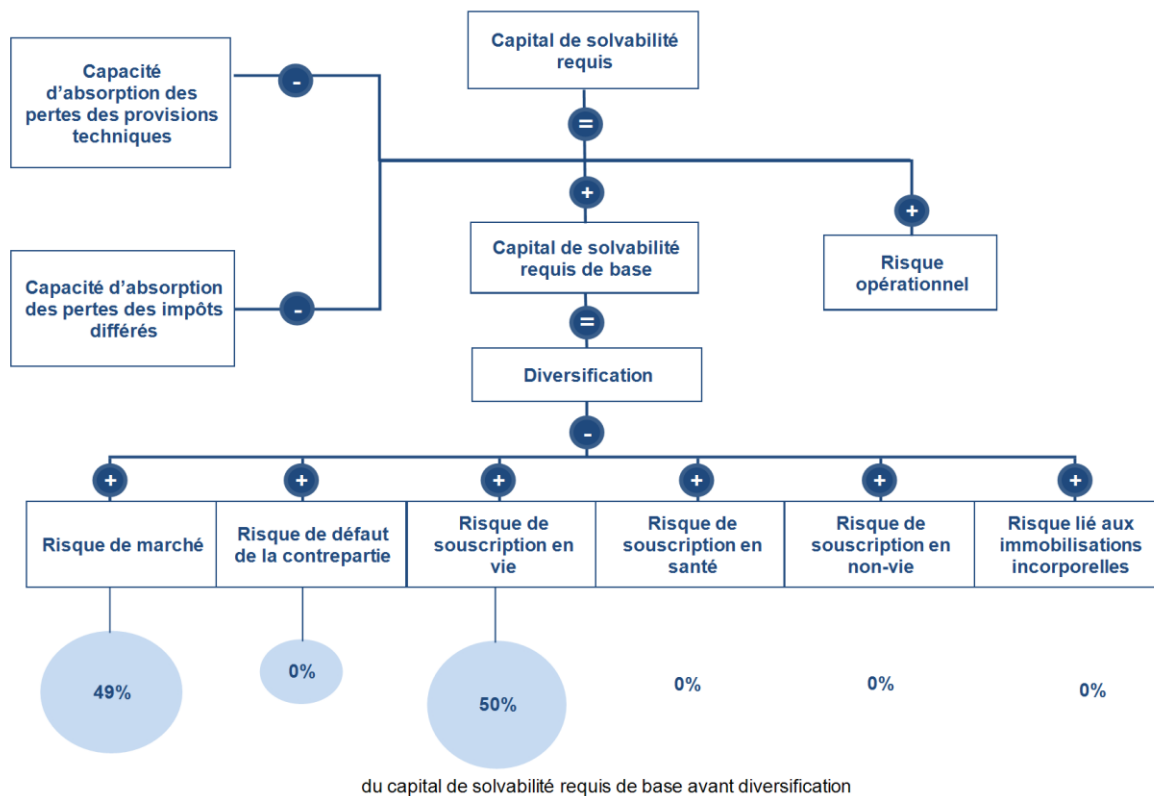 Capital de solvabilité
requis
Capacité
d'absorption des
pertes des provisions
techniques
-
=
+
+
Capital de solvabilité
requis de base
Risque
opérationnel
Capacité d'absorption
des pertes des impôts
différés
-
=
Diversification
-
+
+
+
+
+
+
Risque de marché
Risque de défaut
de la contrepartie
Risque de
souscription en
vie
Risque de
souscription en
santé
Risque de
souscription en
non-vie
Risque lié aux
immobilisations
incorporelles
49%
0%
50%
0%
0%
0%
du capital de solvabilité requis de base avant diversification